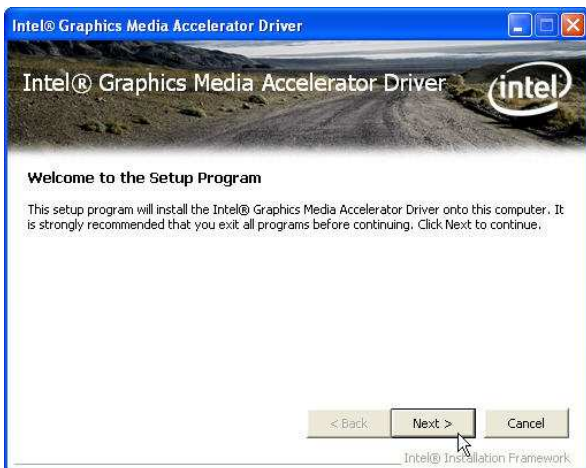 Intel® Graphics Media Accelerator Driver
Intel® Graphics Media Accelerator Driver
intel
Welcome to the Setup Program
This setup program will install the Intel® Graphics Media Accelerator Driver onto this computer. It
is strongly recommended that you exit all programs before continuing. Click Next to continue.
< Back Next > Cancel
Intel® Installation Framework